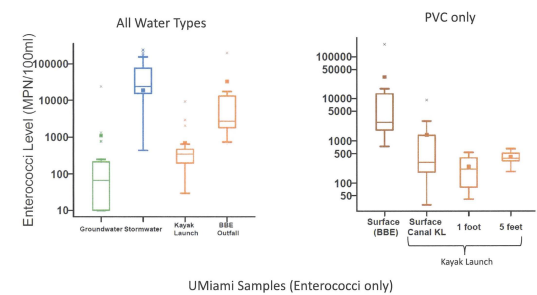 All Water Types
PVC only
Enterococci Level (MPN/100ml)
100000
10000
1000
100
10
Groundwater Stormwater Kayak Launch BBE Outfall
100000
50000
10000
5000
1000
500
100
50
Surface (BBE) Surface Canal KL 1 foot 5 feet
Kayak Launch
UMiami Samples (Enterococci only)